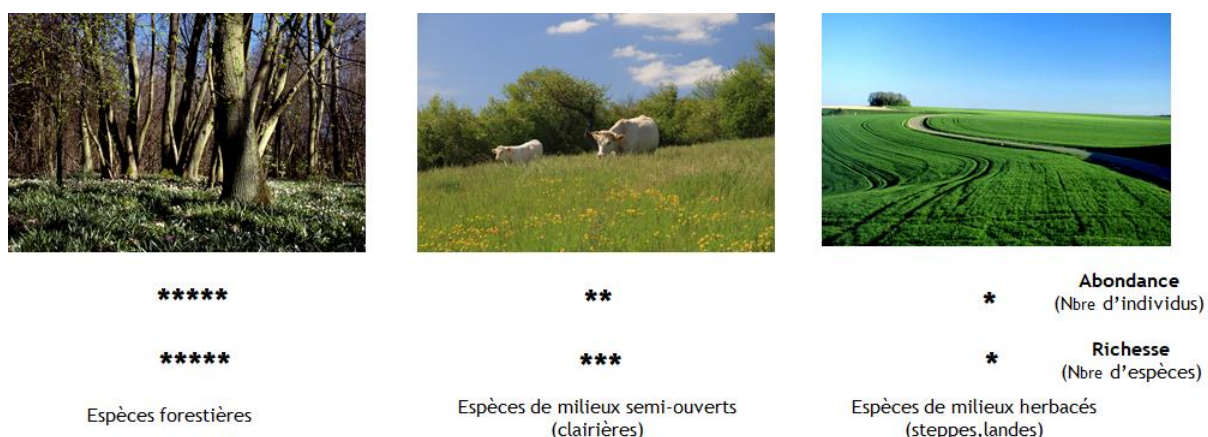 ***** ** * Abondance
(Nbre d'individus)
***** *** * Richesse
(Nbre d'espèces)
Espèces forestières
Espèces de milieux semi-ouverts
(clairières)
Espèces de milieux herbacés
(steppes,landes)